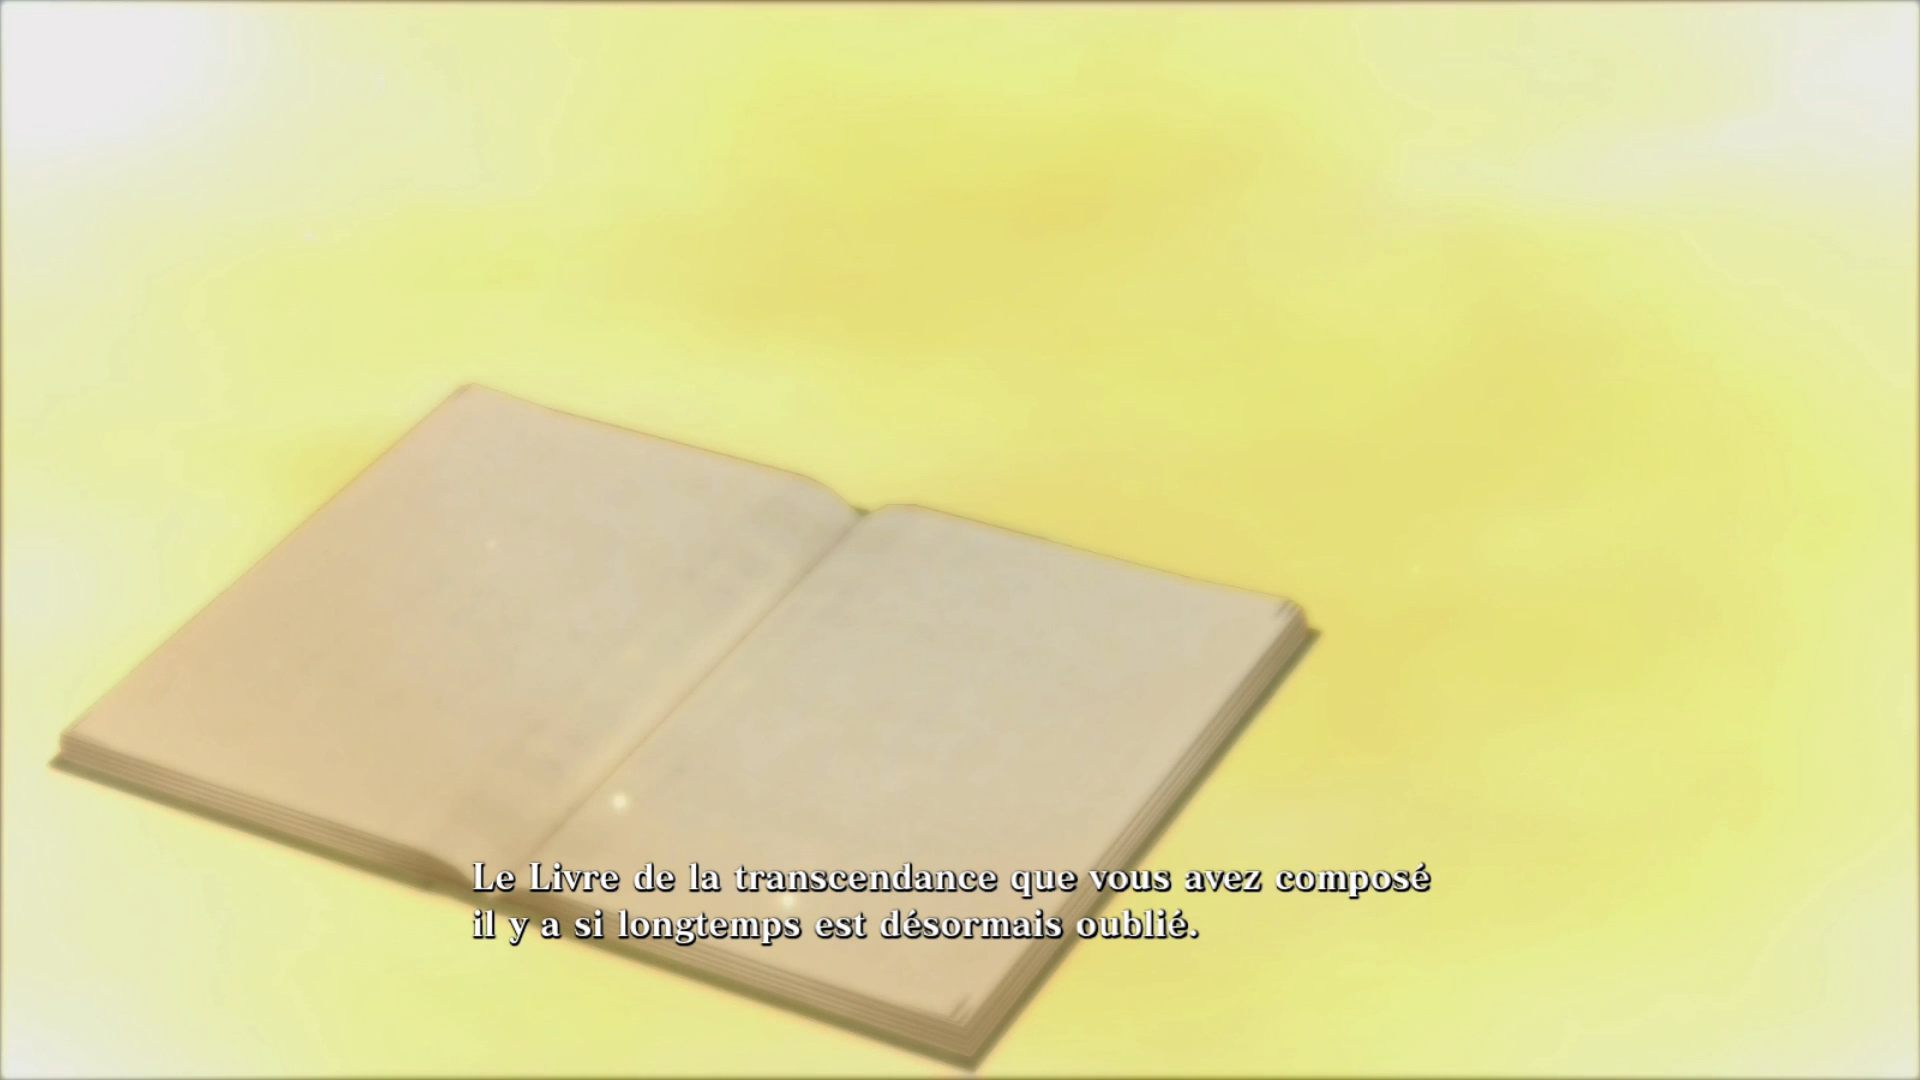 Le Livre de la transcendance que vous avez composé
il y a si longtemps est désormais oublié.